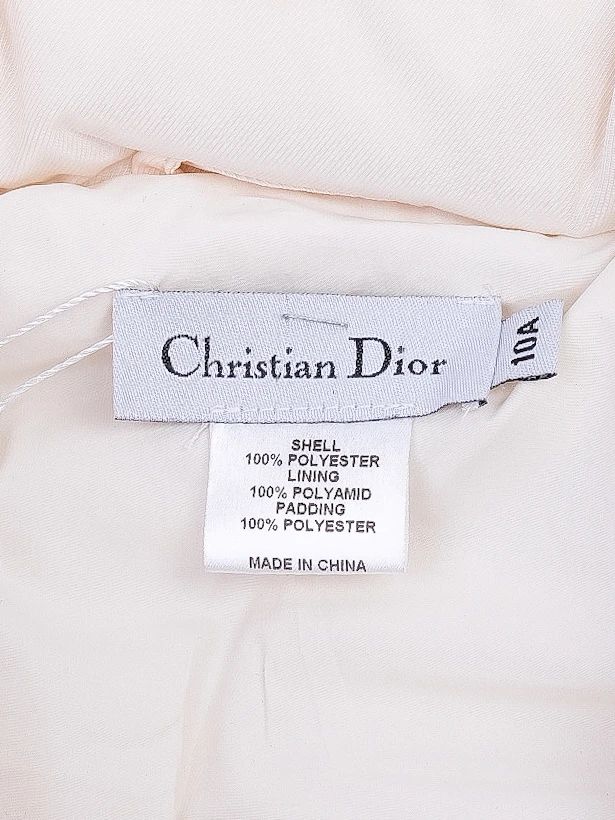 Christian Dior
10A
SHELL
100% POLYESTER
LINING
100% POLYAMID
PADDING
100% POLYESTER
MADE IN CHINA